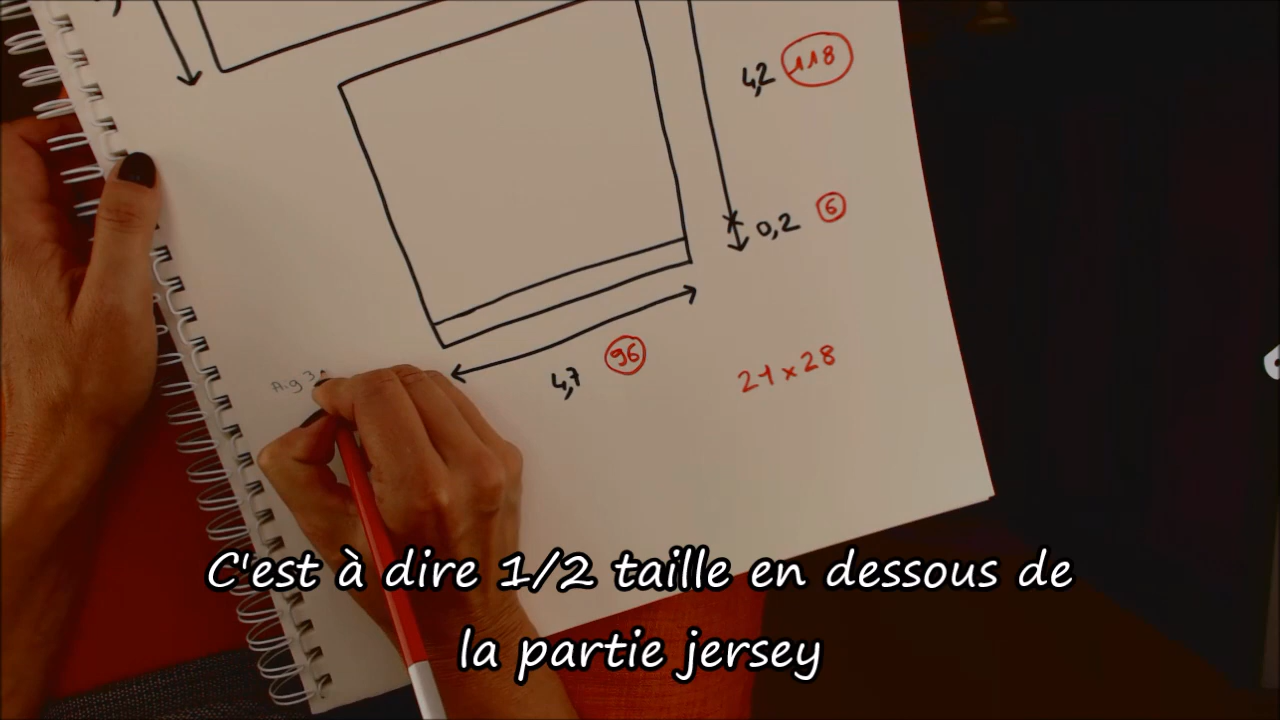 4,2 118
0,2 6
4,7 96
21 x 28
A.g 3
C'est à dire 1/2 taille en dessous de
la partie jersey